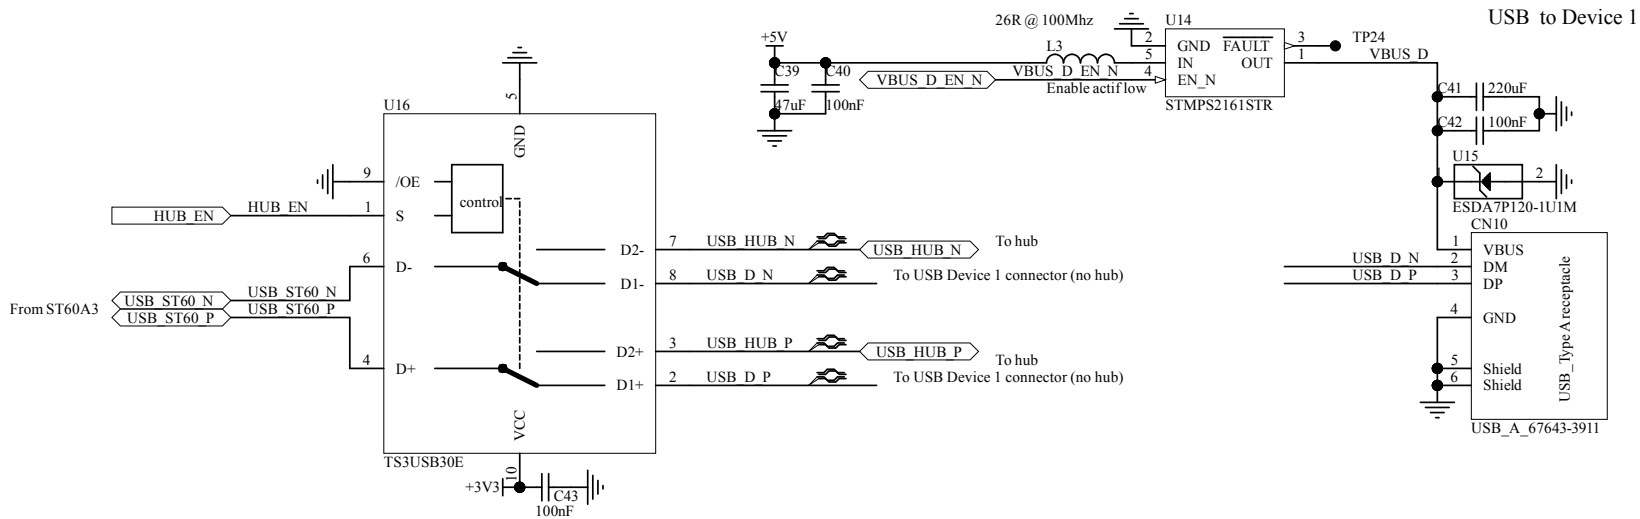 USB to Device 1
26R @ 100Mhz
U14
+5V
L3
2
GND
FAULT
3
TP24
5
IN
OUT
1
VBUS_D
C39
C40
VBUS_D_EN_N
VBUS_D_EN_N
4
EN_N
Enable actif low
STMPS2161STR
47uF
100nF
C41
220uF
C42
100nF
U15
1
2
ESDA7P120-1U1M
CN10
U16
5
GND
9
/OE
control
HUB_EN
HUB_EN
1
S
D2-
7
USB_HUB_N
USB_HUB_N
To hub
6
D-
D1-
8
USB_D_N
To USB Device 1 connector (no hub)
From ST60A3
USB_ST60_N
USB_ST60_N
USB_ST60_P
USB_ST60_P
D2+
3
USB_HUB_P
USB_HUB_P
To hub
4
D+
D1+
2
USB_D_P
To USB Device 1 connector (no hub)
VCC
TS3USB30E
10
+3V3
C43
100nF
1
VBUS
USB_D_N
2
DM
USB_D_P
3
DP
4
GND
5
Shield
6
Shield
USB_Type A receptacle
USB_A_67643-3911